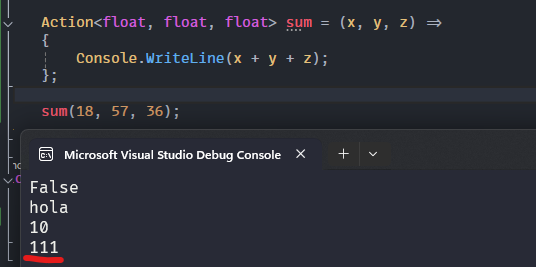 Action<float, float, float> sum = (x, y, z) =>
{
Console.WriteLine(x + y + z);
};
sum(18, 57, 36);
Microsoft Visual Studio Debug Console
False
hola
10
111